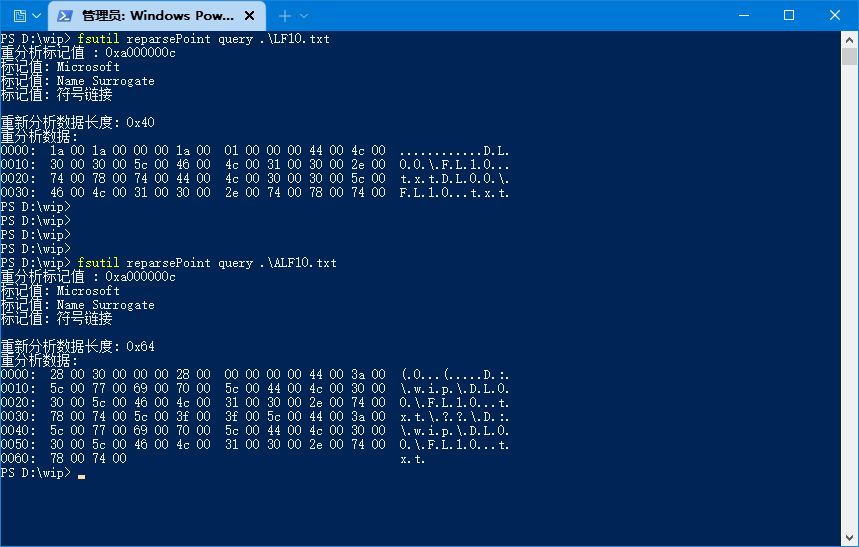 管理员: Windows Pow...
PS D:\wip> fsutil reparsePoint query .\LF10.txt
重分析标记值 : 0xa000000c
标记值: Microsoft
标记值: Name Surrogate
标记值: 符号链接
重新分析数据长度: 0x40
重分析数据:
0000:  1a 00 1a 00 00 00 1a 00  01 00 00 00 44 00 4c 00  ............D.L.
0010:  30 00 30 00 5c 00 46 00  4c 00 31 00 30 00 2e 00  0.0.\.F.L.1.0...
0020:  74 00 78 00 74 00 44 00  4c 00 30 00 30 00 5c 00  t.x.t.D.L.0.0.\.
0030:  46 00 4c 00 31 00 30 00  2e 00 74 00 78 00 74 00  F.L.1.0...t.x.t.
PS D:\wip>
PS D:\wip>
PS D:\wip>
PS D:\wip>
PS D:\wip> fsutil reparsePoint query .\ALF10.txt
重分析标记值 : 0xa000000c
标记值: Microsoft
标记值: Name Surrogate
标记值: 符号链接
重新分析数据长度: 0x64
重分析数据:
0000:  28 00 30 00 00 00 28 00  00 00 00 00 44 00 3a 00  (.0...(.....D.:.
0010:  5c 00 77 00 69 00 70 00  5c 00 44 00 4c 00 30 00  \.w.i.p.\.D.L.0.
0020:  30 00 5c 00 46 00 4c 00  31 00 30 00 2e 00 74 00  0.\.F.L.1.0...t.
0030:  78 00 74 00 5c 00 3f 00  3f 00 5c 00 44 00 3a 00  x.t.\.?.?.\.D.:.
0040:  5c 00 77 00 69 00 70 00  5c 00 44 00 4c 00 30 00  \.w.i.p.\.D.L.0.
0050:  30 00 5c 00 46 00 4c 00  31 00 30 00 2e 00 74 00  0.\.F.L.1.0...t.
0060:  78 00 74 00                                       x.t.
PS D:\wip>